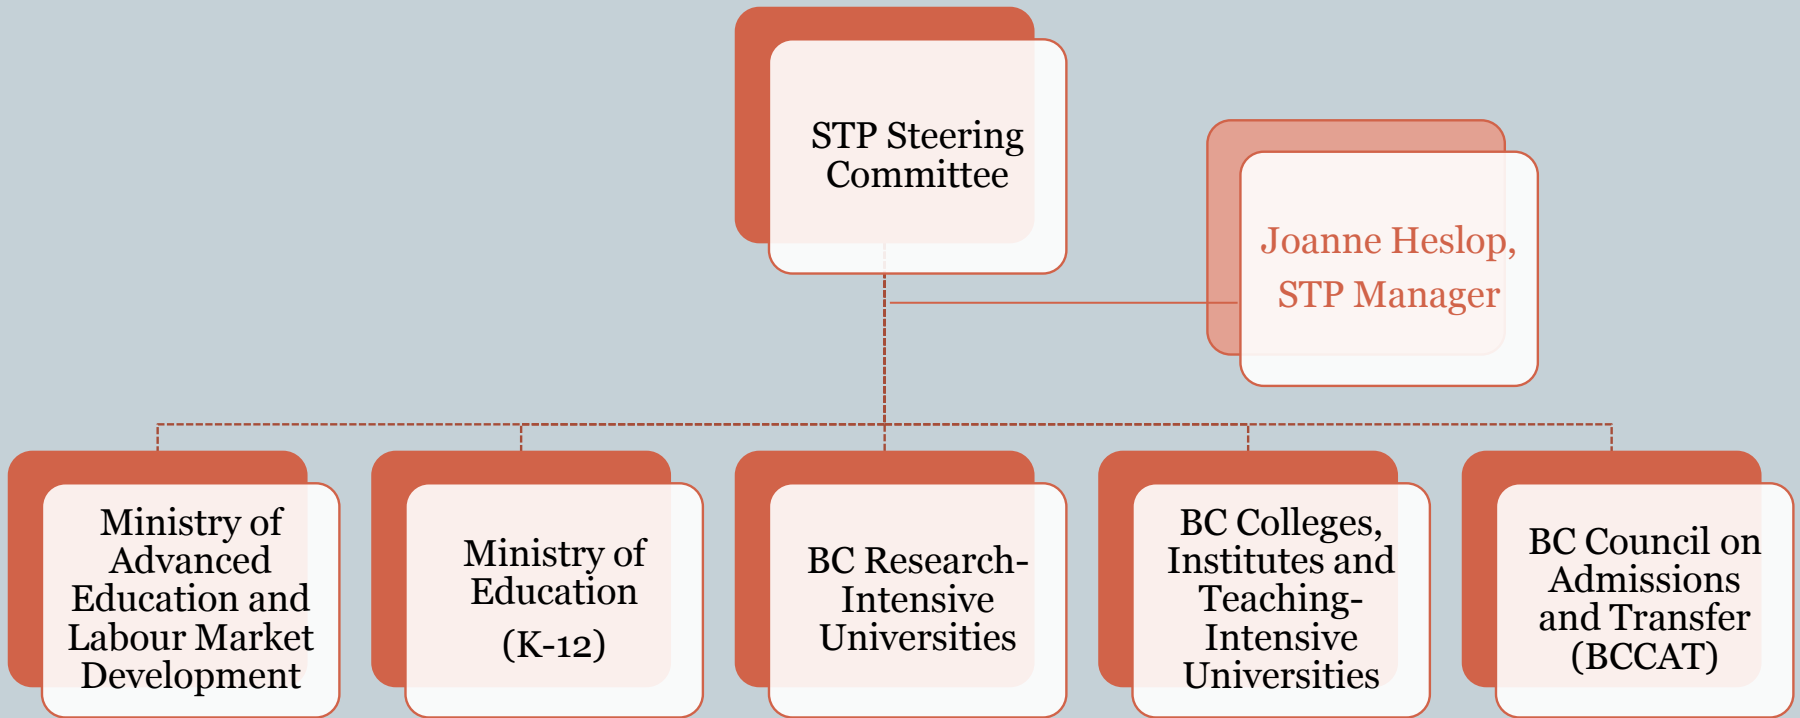 STP Steering
Committee
Joanne Heslop,
STP Manager
Ministry of
Advanced
Education and
Labour Market
Development
Ministry of
Education
(K-12)
BC Research-
Intensive
Universities
BC Colleges,
Institutes and
Teaching-
Intensive
Universities
BC Council on
Admissions
and Transfer
(BCCAT)